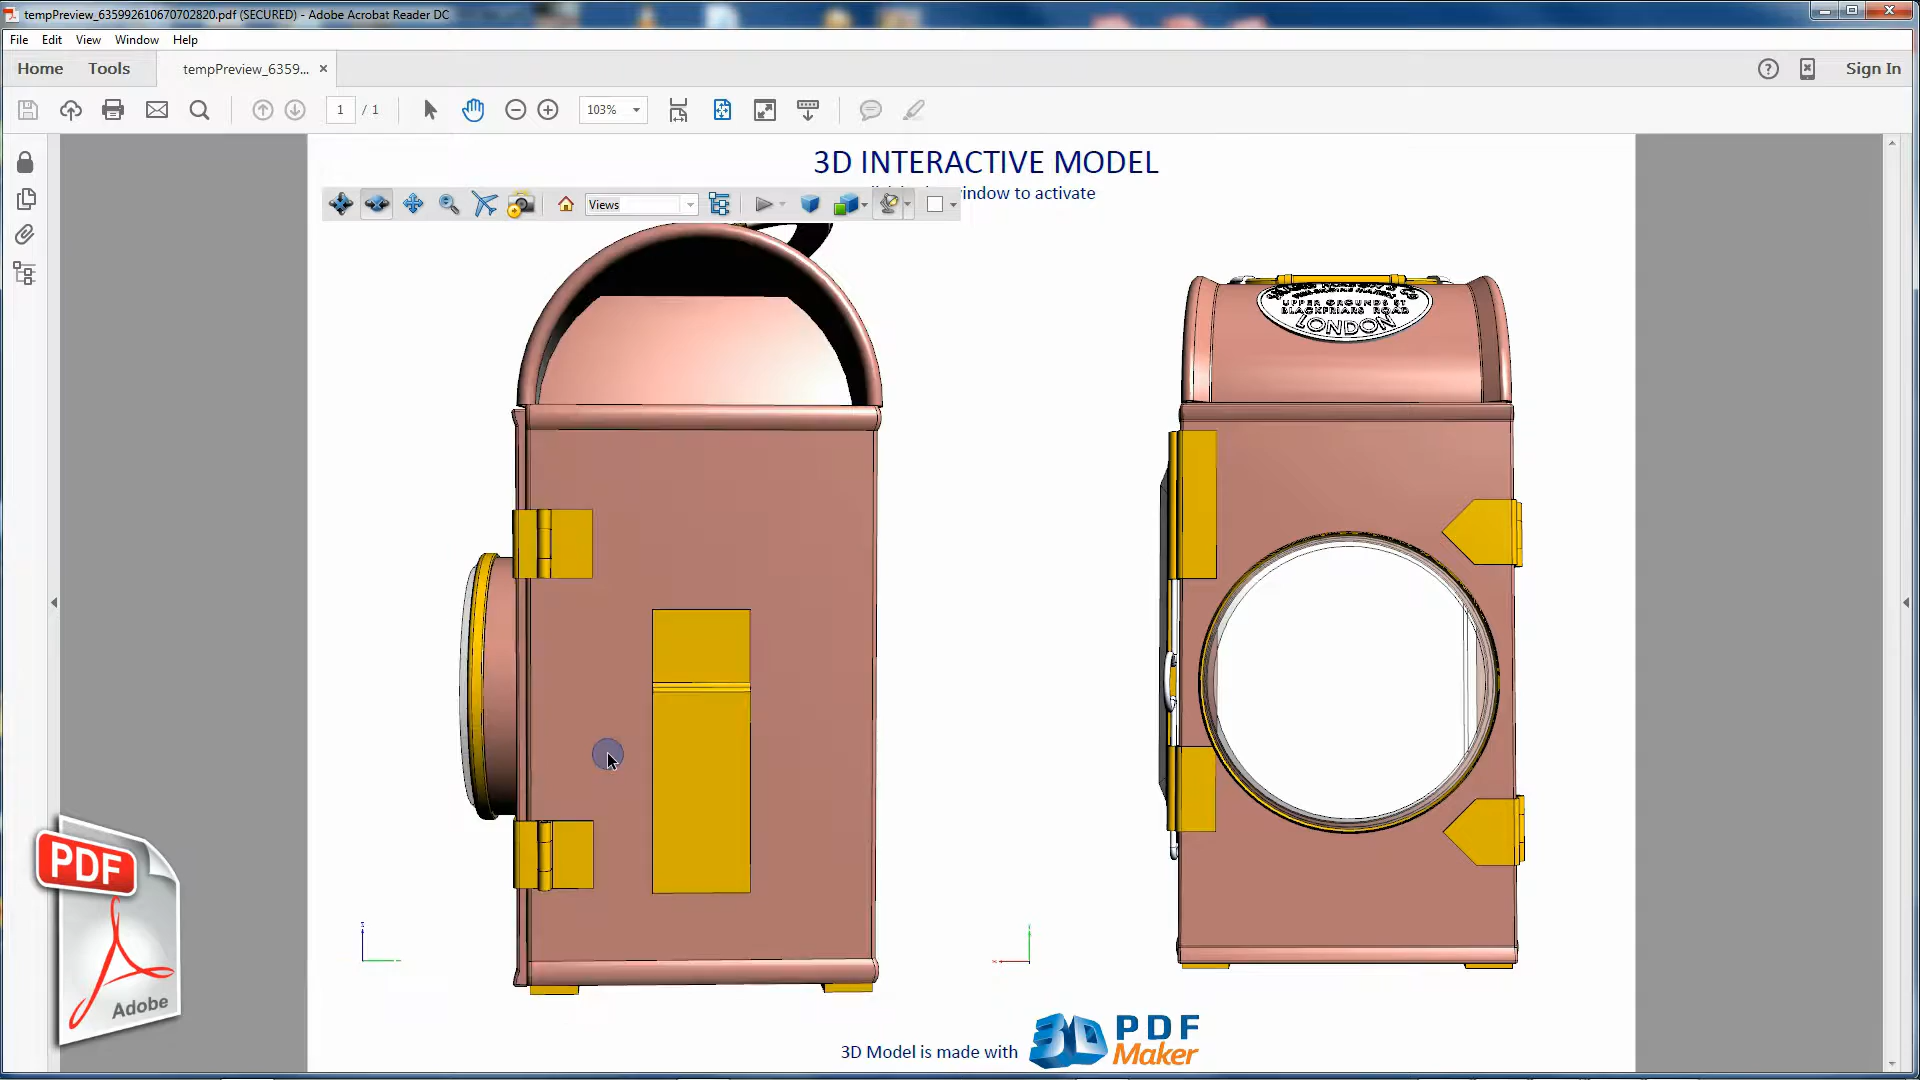 tempPreview_635992610670702820.pdf (SECURED) - Adobe Acrobat Reader DC
File Edit View Window Help
Home Tools tempPreview_6359... × Sign In
1 / 1 103%
3D INTERACTIVE MODEL
window to activate
Views
UPPER GROUNDS ST
BLACKFRIARS ROAD
LONDON
PDF
Adobe
3D Model is made with 3D PDF Maker